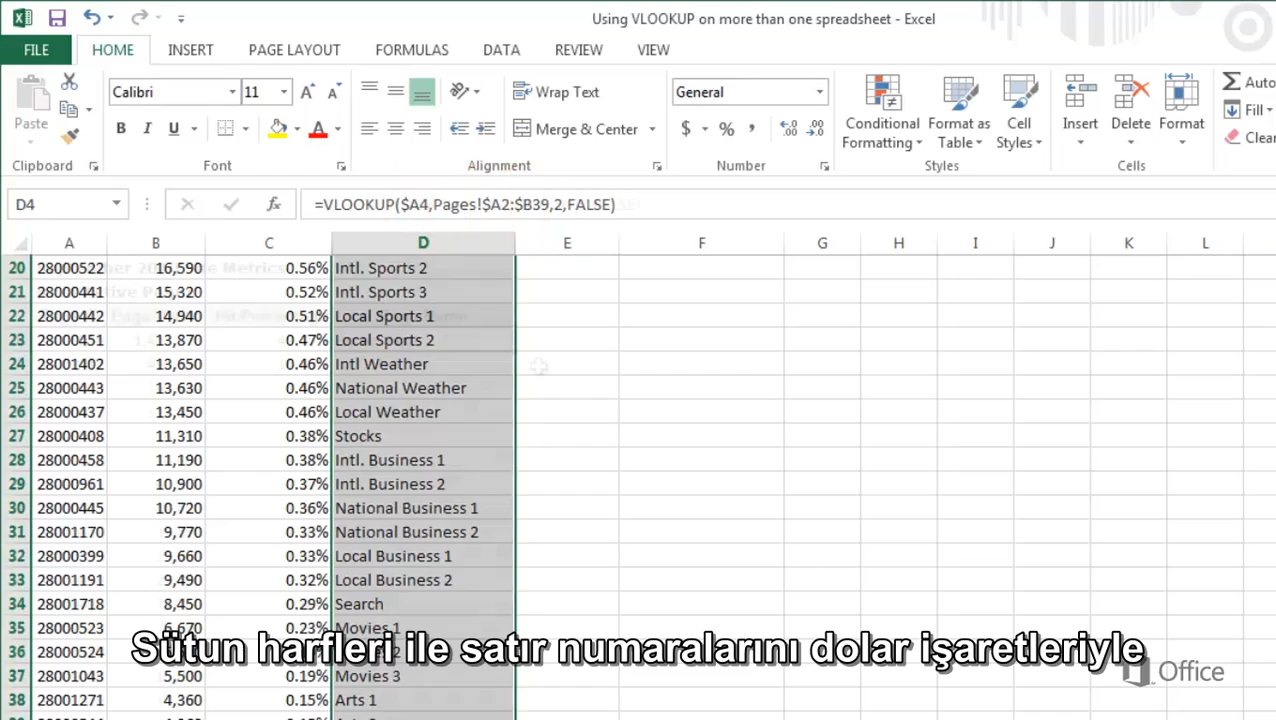 Using VLOOKUP on more than one spreadsheet - Excel
FILE HOME INSERT PAGE LAYOUT FORMULAS DATA REVIEW VIEW
Paste Calibri 11 Wrap Text General Conditional Formatting Format as Table Cell Styles Insert Delete Format Auto
B I U Merge & Center $ % Fill
Clear
Clipboard Font Alignment Number Styles Cells
D4 =VLOOKUP($A4,Pages!$A2:$B39,2,FALSE)
A B C D E F G H I J K L
20 28000522 16,590 0.56% Intl. Sports 2
21 28000441 15,320 0.52% Intl. Sports 3
22 28000442 14,940 0.51% Local Sports 1
23 28000451 13,870 0.47% Local Sports 2
24 28001402 13,650 0.46% Intl Weather
25 28000443 13,630 0.46% National Weather
26 28000437 13,450 0.46% Local Weather
27 28000408 11,310 0.38% Stocks
28 28000458 11,190 0.38% Intl. Business 1
29 28000961 10,900 0.37% Intl. Business 2
30 28000445 10,720 0.36% National Business 1
31 28001170 9,770 0.33% National Business 2
32 28000399 9,660 0.33% Local Business 1
33 28001191 9,490 0.32% Local Business 2
34 28001718 8,450 0.29% Search
35 28000523 6,670 0.23% Movies 1
Sütun harfleri ile satır numaralarını dolar işaretleriyle
36 28000524
37 28001043 5,500 0.19% Movies 3
Office
38 28001271 4,360 0.15% Arts 1